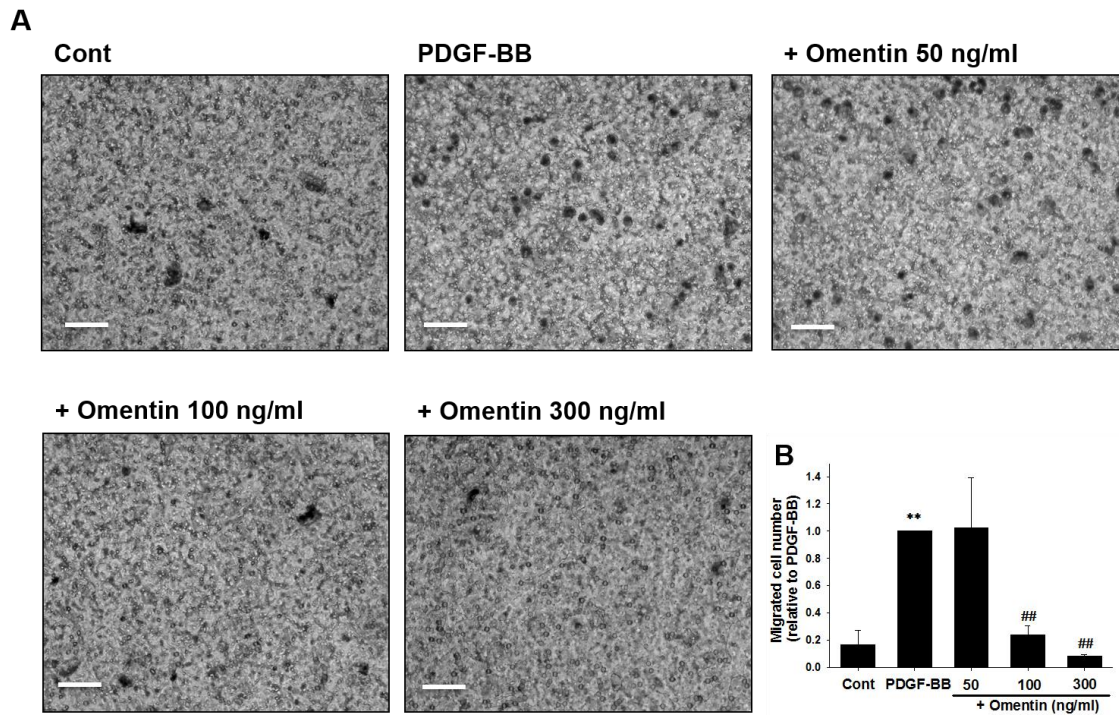 A
Cont
PDGF-BB
+ Omentin 50 ng/ml
+ Omentin 100 ng/ml
+ Omentin 300 ng/ml
B
Migrated cell number
(relative to PDGF-BB)
1.4
1.2
1.0
0.8
0.6
0.4
0.2
0.0
**
##
##
Cont PDGF-BB 50 100 300
+ Omentin (ng/ml)